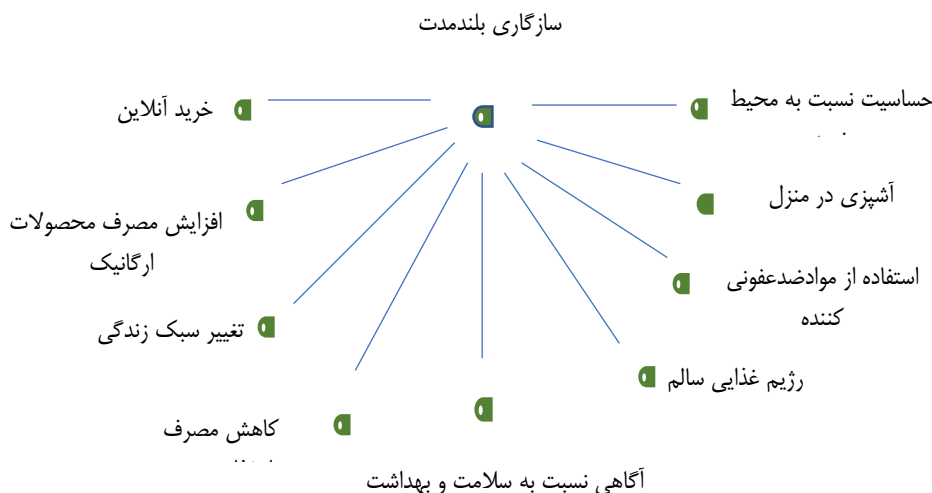 سازگاری بلندمدت
حساسیت نسبت به محیط
خرید آنلاین
آشپزی در منزل
افزایش مصرف محصولات
ارگانیک
استفاده از موادضدعفونی
کننده
تغییر سبک زندگی
رژیم غذایی سالم
کاهش مصرف
آگاهی نسبت به سلامت و بهداشت